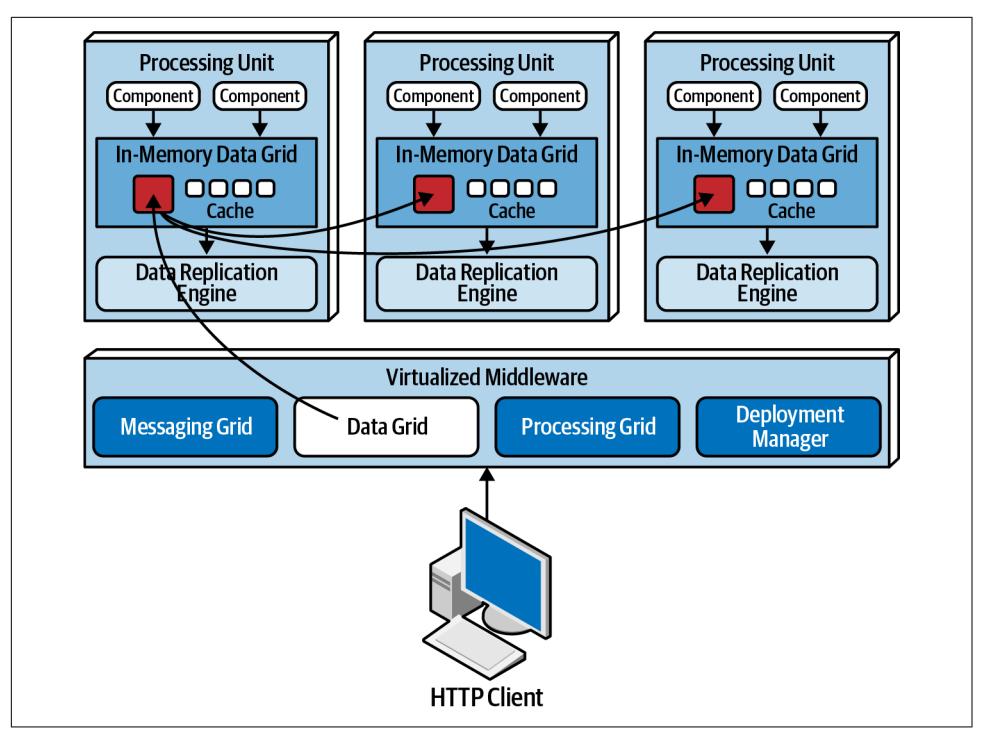 Processing Unit
Component
Component
In-Memory Data Grid
Cache
Data Replication
Engine
Processing Unit
Component
Component
In-Memory Data Grid
Cache
Data Replication
Engine
Processing Unit
Component
Component
In-Memory Data Grid
Cache
Data Replication
Engine
Virtualized Middleware
Messaging Grid
Data Grid
Processing Grid
Deployment
Manager
HTTP Client